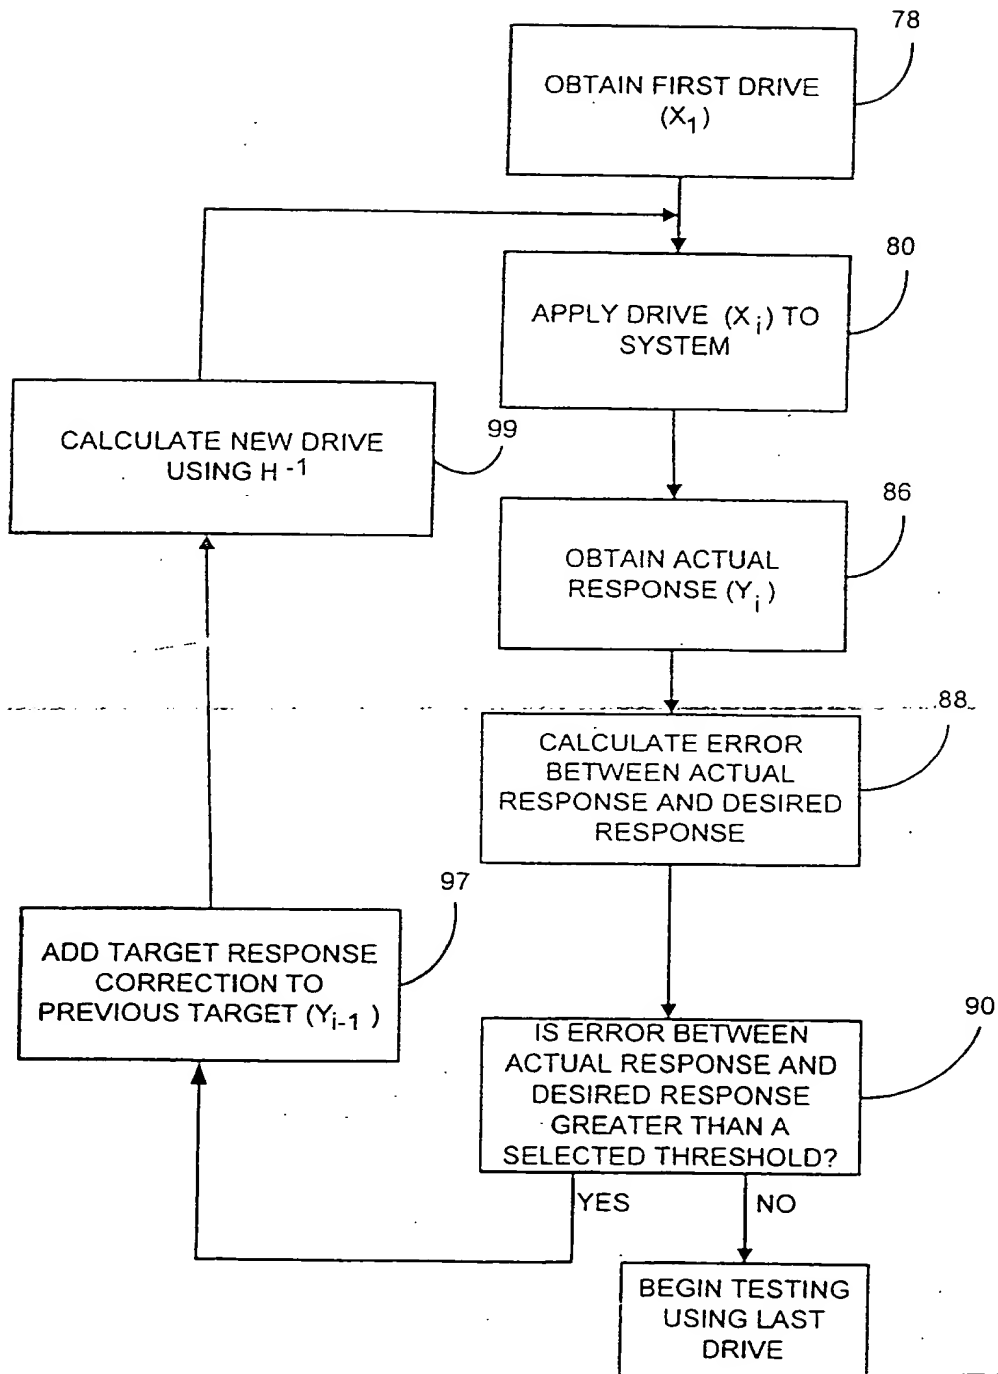 78
OBTAIN FIRST DRIVE
(X1)
80
APPLY DRIVE (Xi) TO
SYSTEM
CALCULATE NEW DRIVE
USING H-1
99
86
OBTAIN ACTUAL
RESPONSE (Yi)
88
CALCULATE ERROR
BETWEEN ACTUAL
RESPONSE AND DESIRED
RESPONSE
97
ADD TARGET RESPONSE
CORRECTION TO
PREVIOUS TARGET (Yi-1)
90
IS ERROR BETWEEN
ACTUAL RESPONSE AND
DESIRED RESPONSE
GREATER THAN A
SELECTED THRESHOLD?
YES
NO
BEGIN TESTING
USING LAST
DRIVE